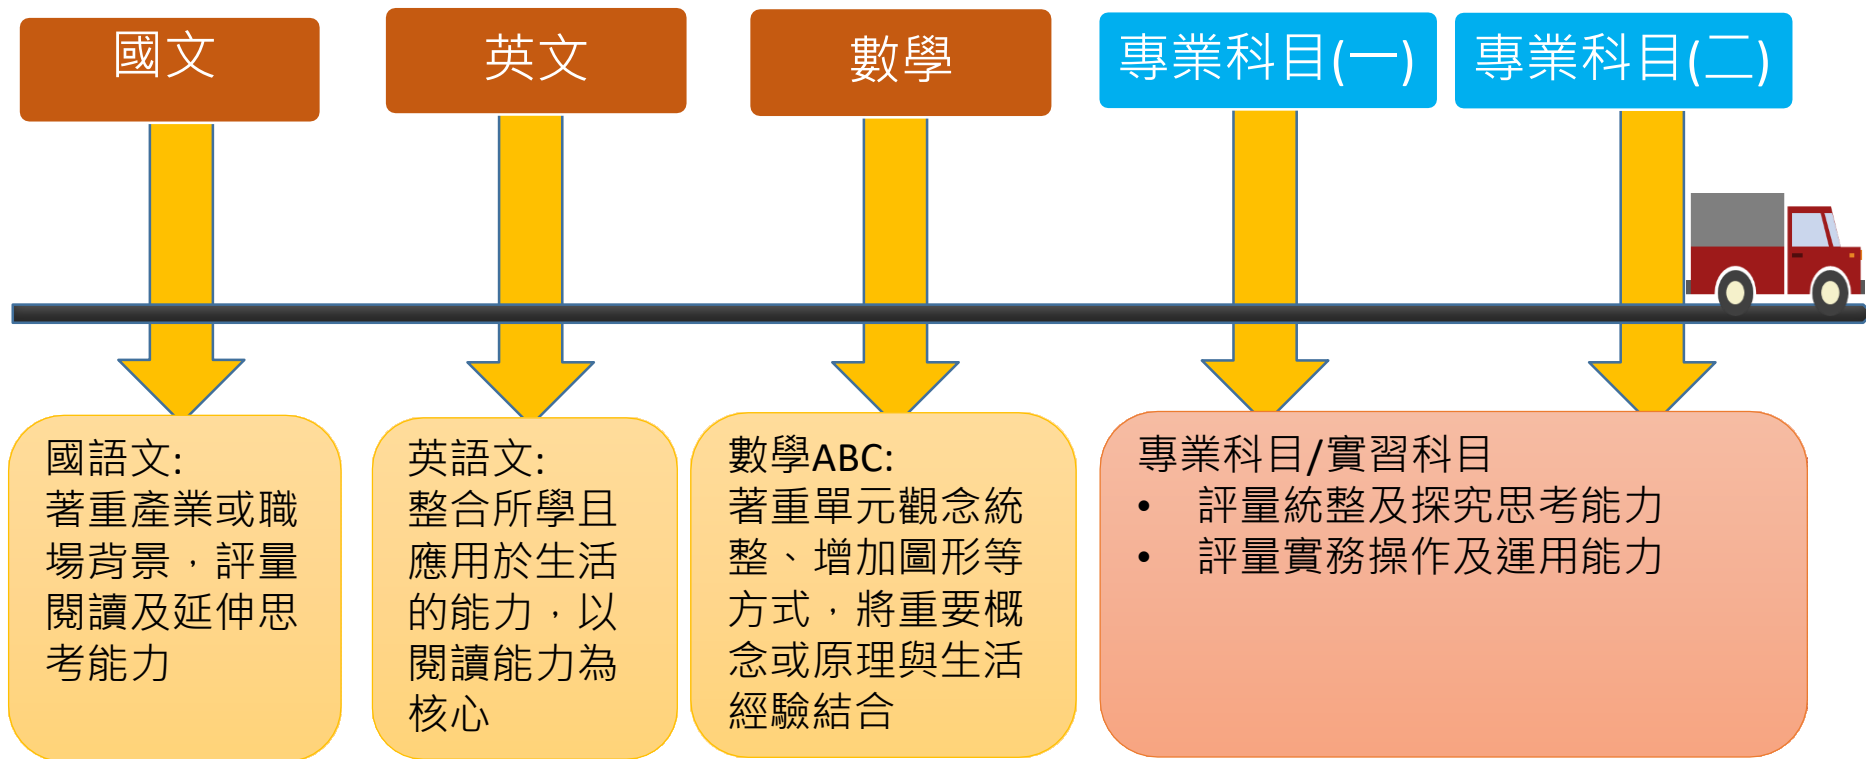 國文
英文
數學
專業科目(一)
專業科目(二)
國語文:
著重產業或職
場背景，評量
閱讀及延伸思
考能力
英語文:
整合所學且
應用於生活
的能力，以
閱讀能力為
核心
數學ABC:
著重單元觀念統
整、增加圖形等
方式，將重要概
念或原理與生活
經驗結合
專業科目/實習科目
• 評量統整及探究思考能力
• 評量實務操作及運用能力